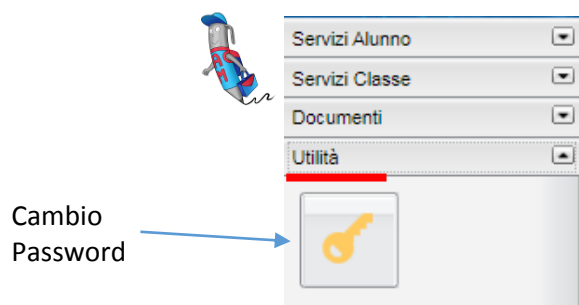 Servizi Alunno
Servizi Classe
Documenti
Utilità
Cambio
Password